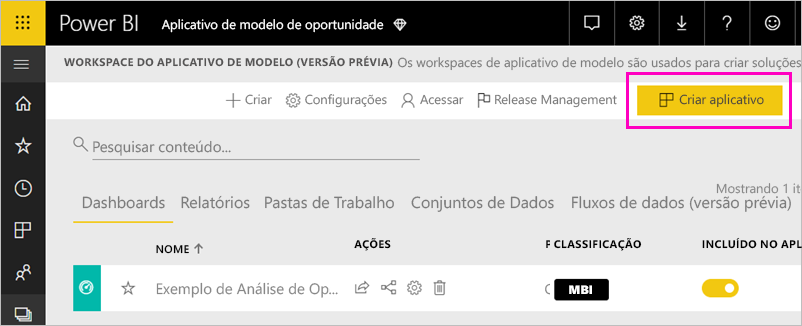 Power BI Aplicativo de modelo de oportunidade
WORKSPACE DO APLICATIVO DE MODELO (VERSÃO PRÉVIA) Os workspaces de aplicativo de modelo são usados para criar soluções
Criar Configurações Acessar Release Management Criar aplicativo
Pesquisar conteúdo...
Mostrando 1 ite
Dashboards Relatórios Pastas de Trabalho Conjuntos de Dados Fluxos de dados (versão prévia)
NOME AÇÕES CLASSIFICAÇÃO INCLUÍDO NO APL
Exemplo de Análise de Op... MBI